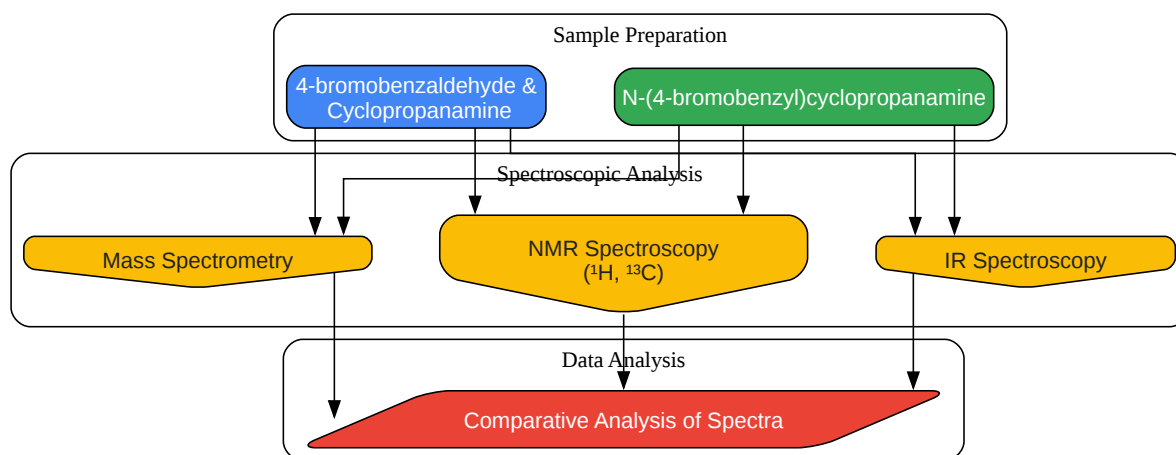 Sample Preparation
4-bromobenzaldehyde &
Cyclopropanamine
N-(4-bromobenzyl)cyclopropanamine
Spectroscopic Analysis
Mass Spectrometry
NMR Spectroscopy
(¹H, ¹³C)
IR Spectroscopy
Data Analysis
Comparative Analysis of Spectra